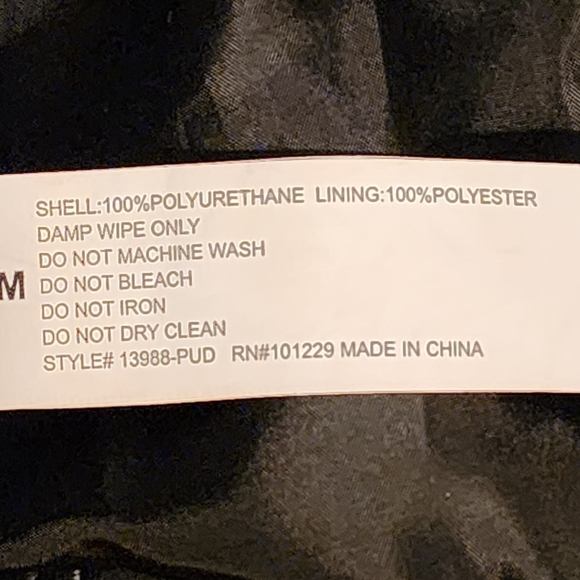 SHELL:100%POLYURETHANE LINING:100%POLYESTER
DAMP WIPE ONLY
DO NOT MACHINE WASH
M DO NOT BLEACH
DO NOT IRON
DO NOT DRY CLEAN
STYLE# 13988-PUD RN#101229 MADE IN CHINA